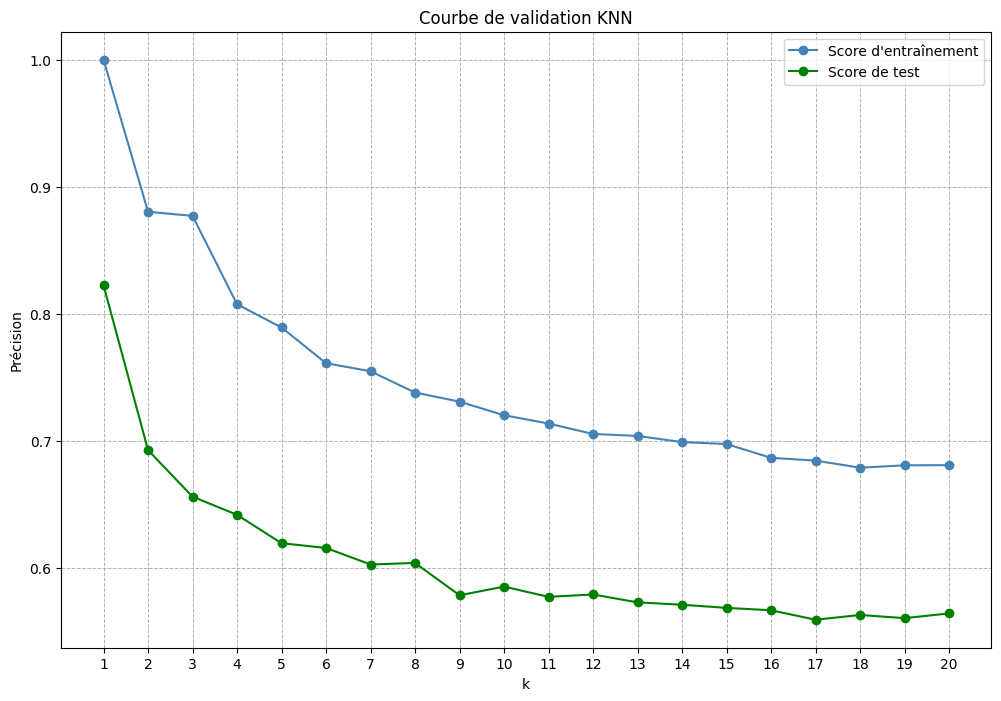 Courbe de validation KNN
Score d'entraînement
Score de test
Précision
1.0
0.9
0.8
0.7
0.6
1 2 3 4 5 6 7 8 9 10 11 12 13 14 15 16 17 18 19 20
k